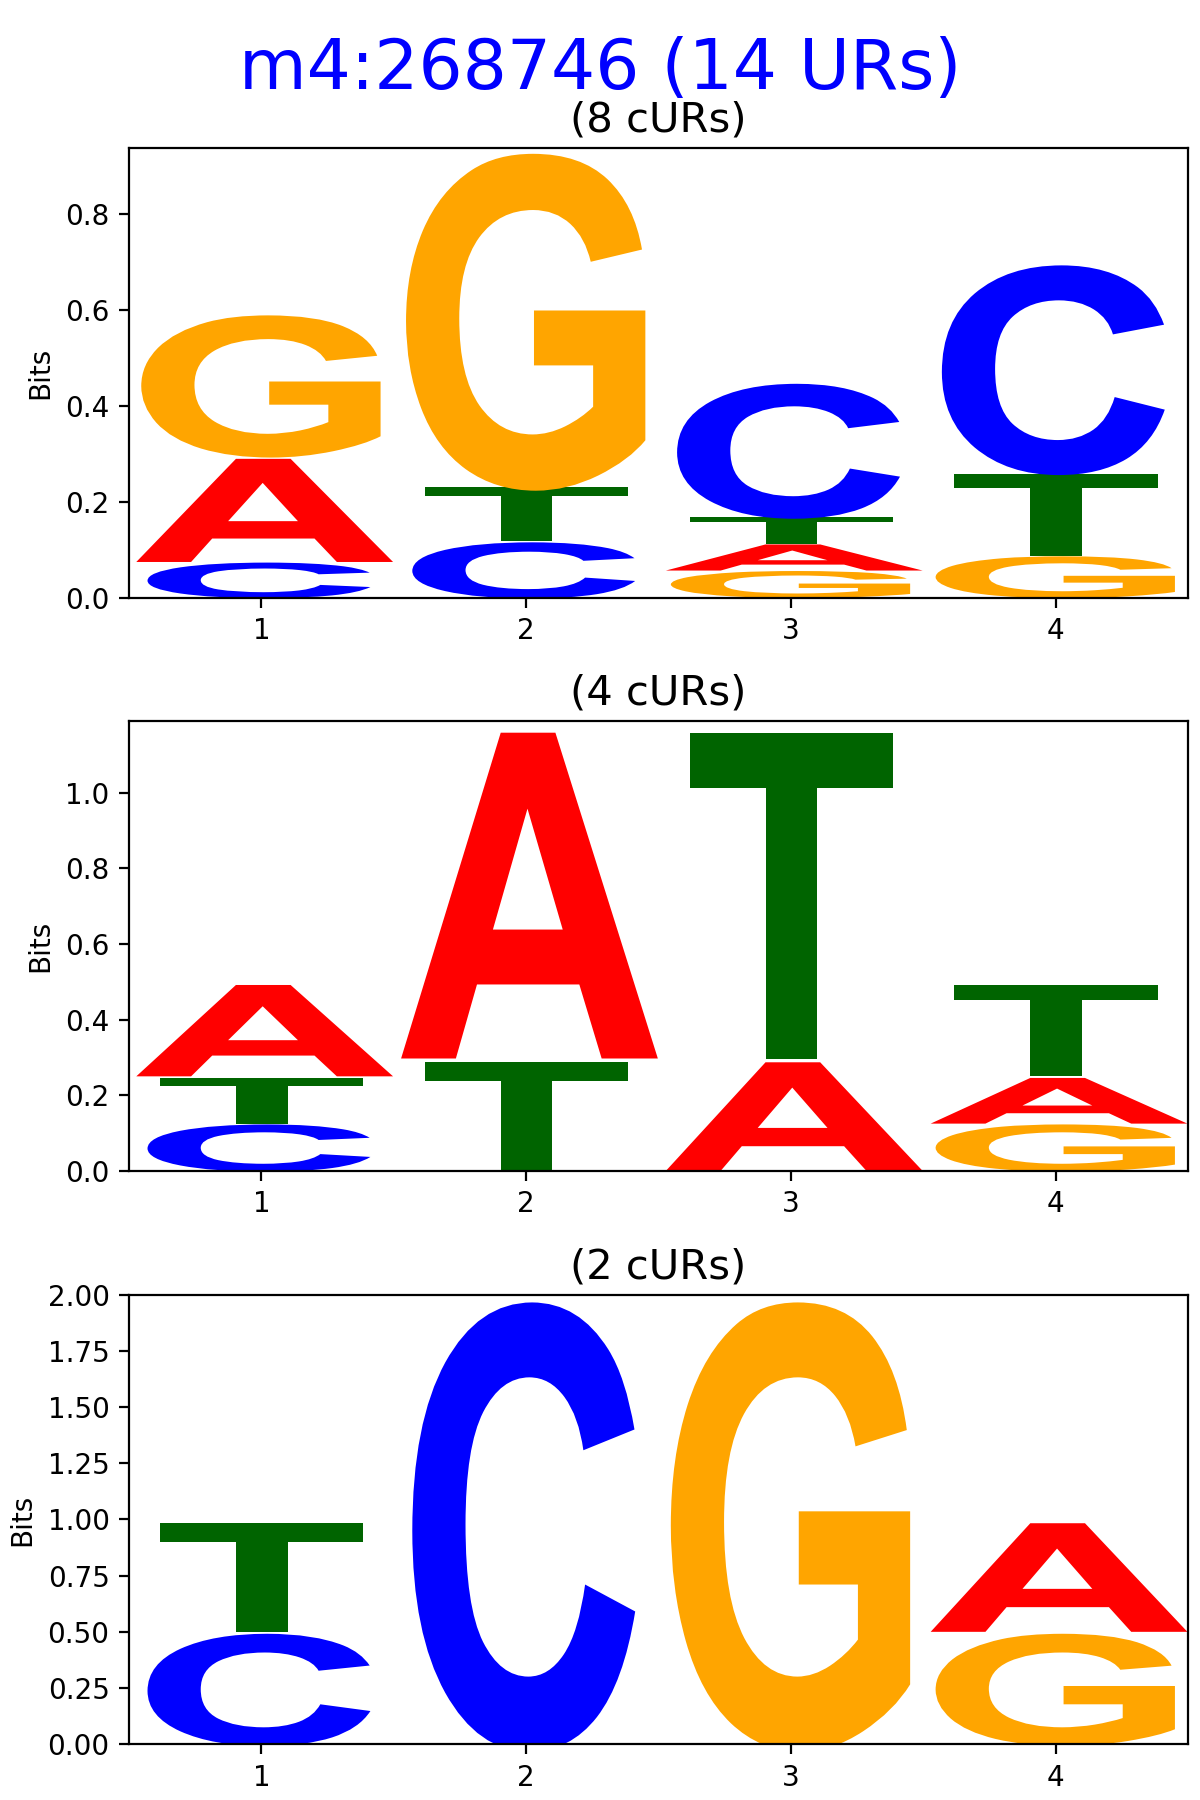 m4:268746 (14 URs)
(8 cURs)
Bits
0.8
0.6
0.4
0.2
0.0
G A C
G T C
C T A G
C T G
1 2 3 4
(4 cURs)
Bits
1.0
0.8
0.6
0.4
0.2
0.0
A T C
A T
T A
T A G
1 2 3 4
(2 cURs)
Bits
2.00
1.75
1.50
1.25
1.00
0.75
0.50
0.25
0.00
T C
C
G
A G
1 2 3 4